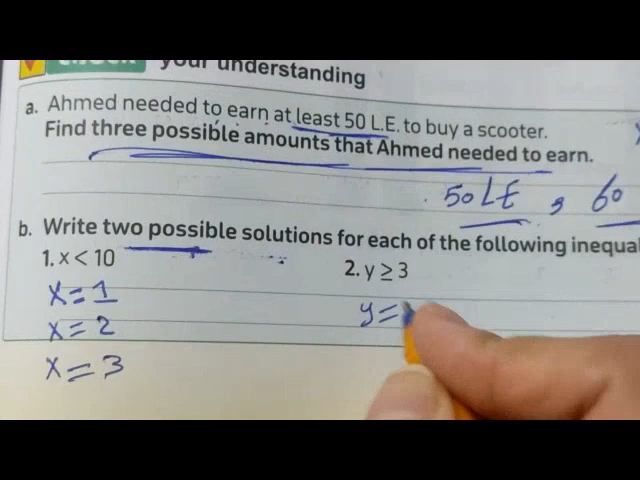 your understanding
a. Ahmed needed to earn at least 50 L.E. to buy a scooter.
Find three possible amounts that Ahmed needed to earn.
50 LE , 60
b. Write two possible solutions for each of the following inequa
1. x < 10
2. y ≥ 3
x = 1
y =
x = 2
x = 3